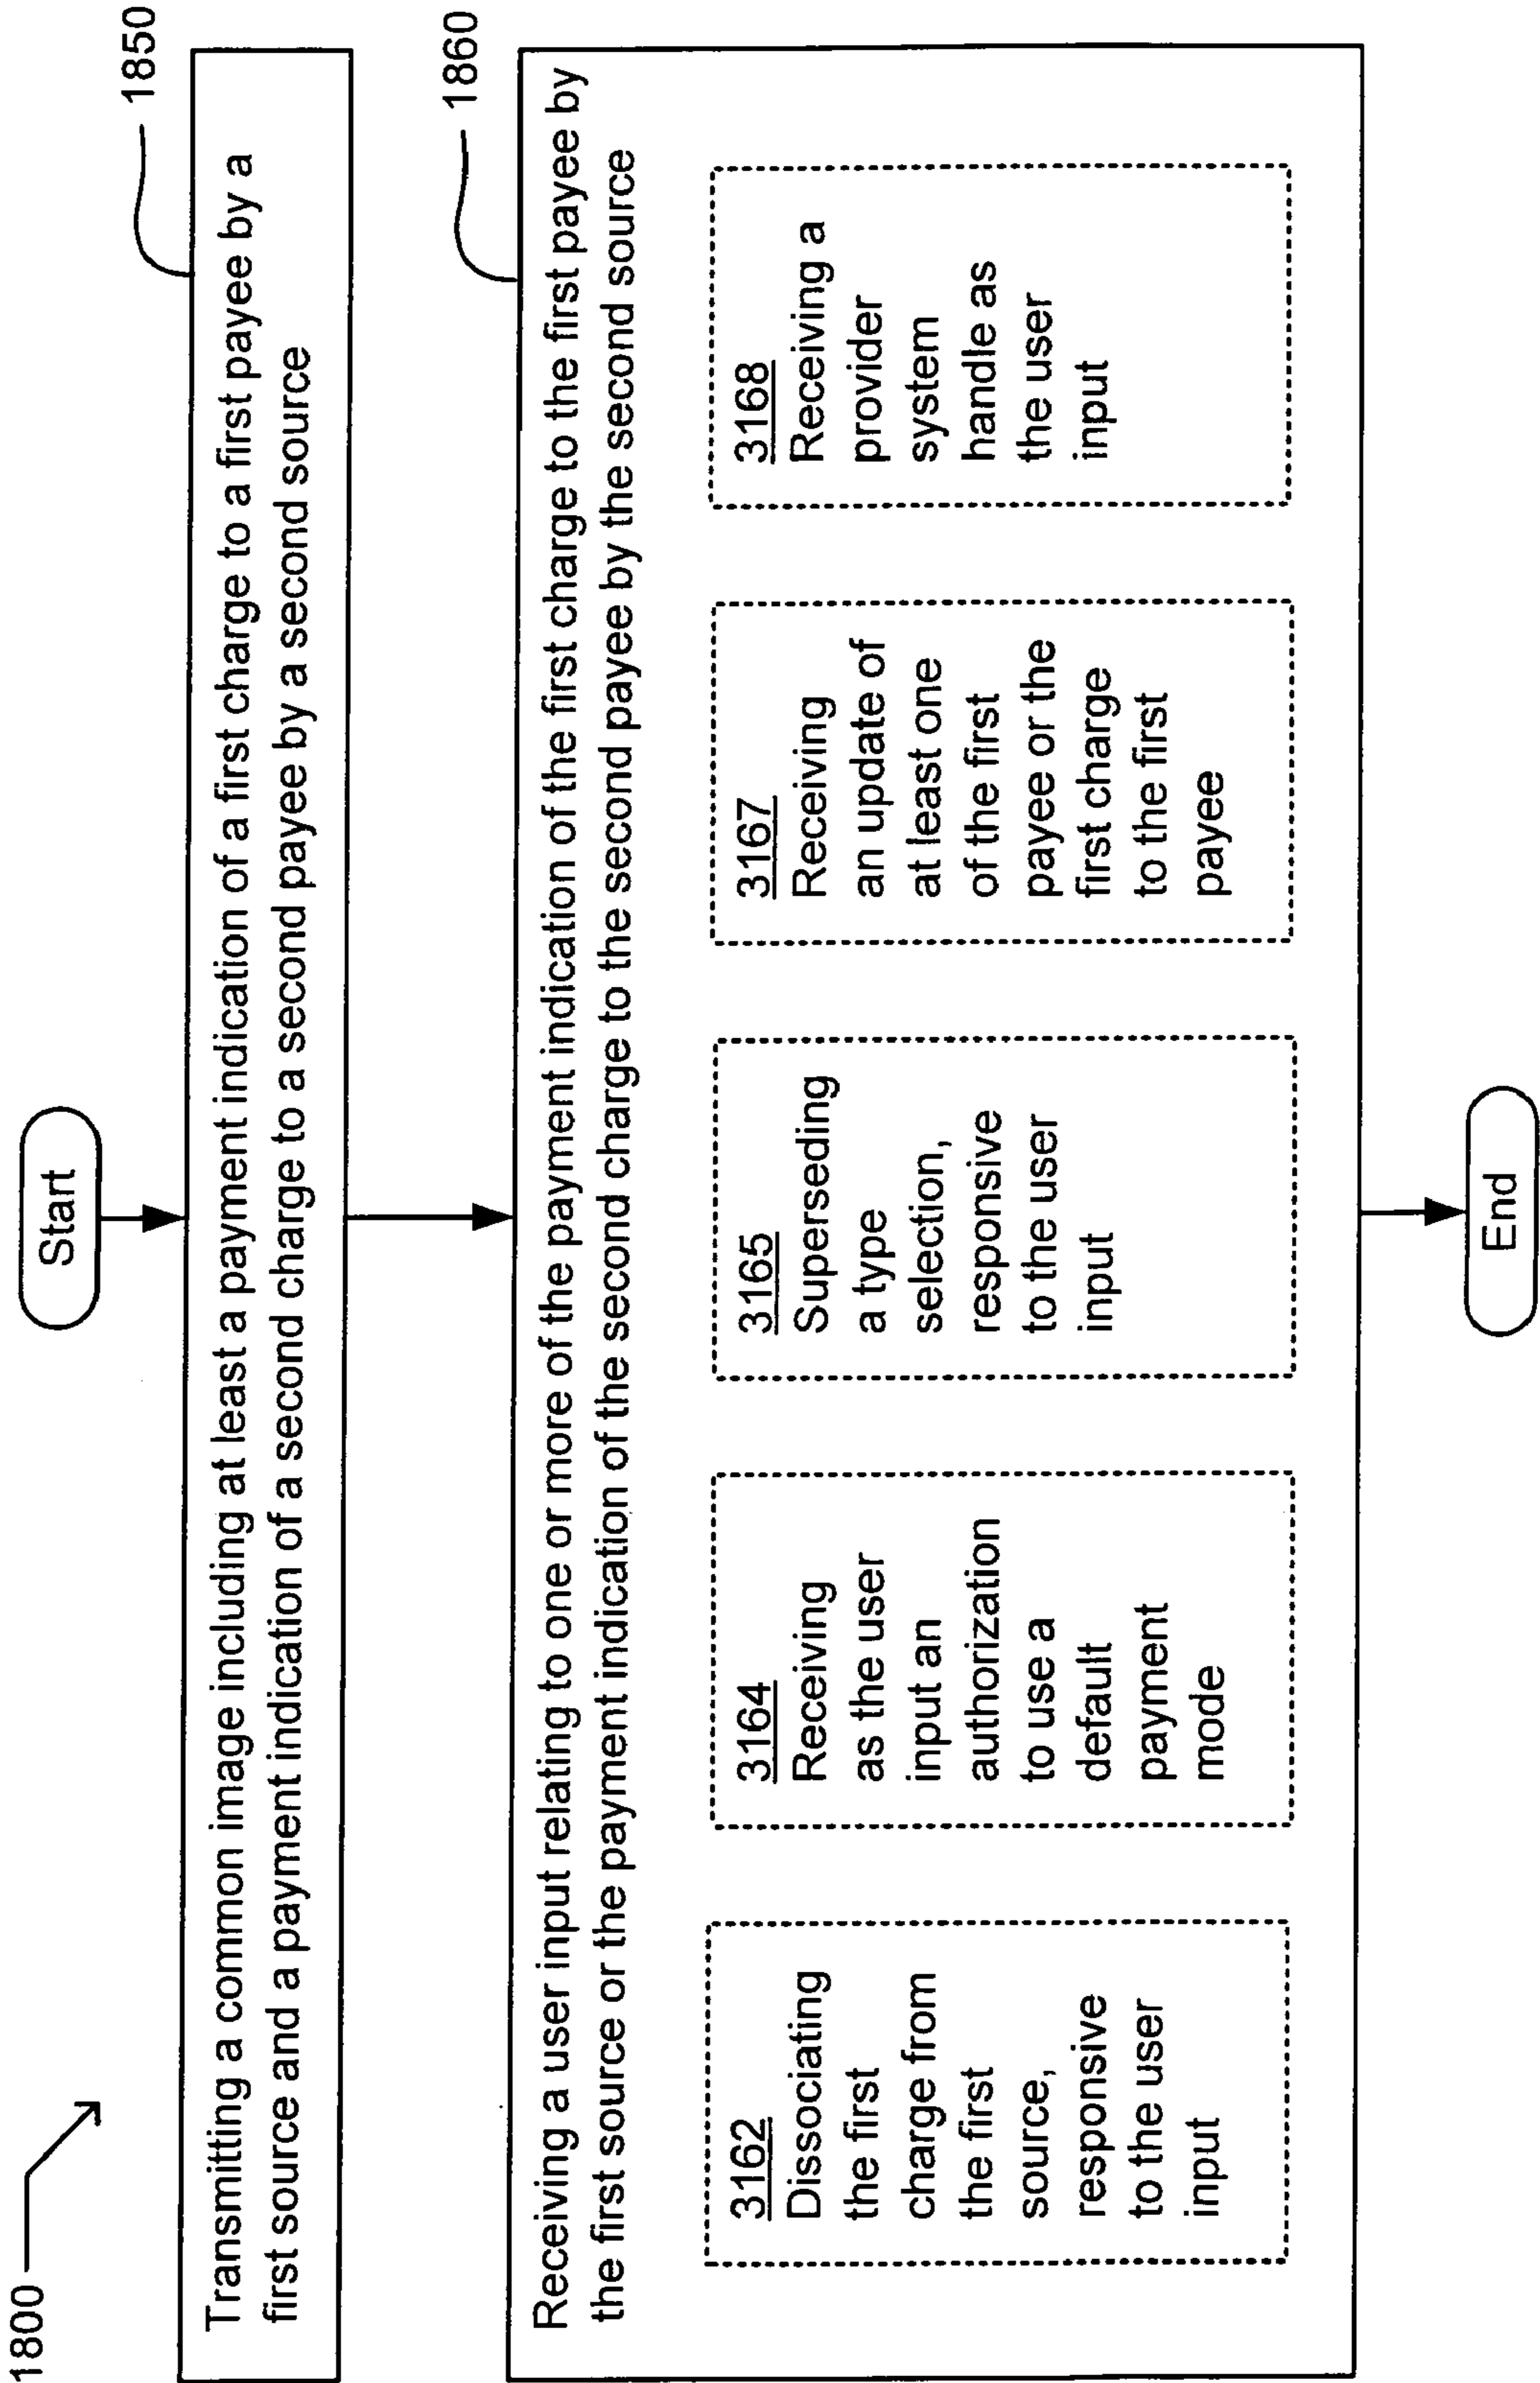 1800
Start
1850
Transmitting a common image including at least a payment indication of a first charge to a first payee by a
first source and a payment indication of a second charge to a second payee by a second source
1860
Receiving a user input relating to one or more of the payment indication of the first charge to the first payee by
the first source or the payment indication of the second charge to the second payee by the second source
3162
Dissociating
the first
charge from
the first
source,
responsive
to the user
input
3164
Receiving
as the user
input an
authorization
to use a
default
payment
mode
3165
Superseding
a type
selection,
responsive
to the user
input
3167
Receiving
an update of
at least one
of the first
payee or the
first charge
to the first
payee
3168
Receiving a
provider
system
handle as
the user
input
End